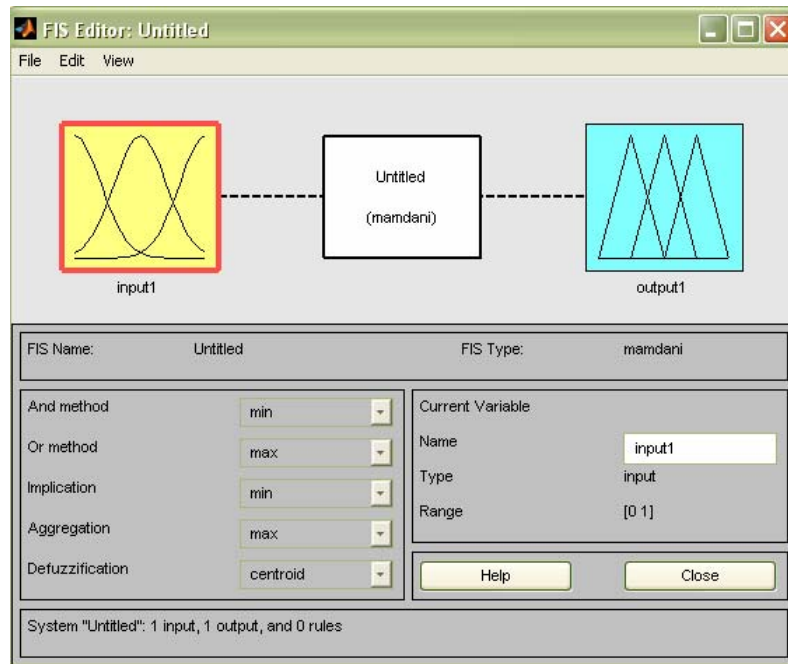 FIS Editor: Untitled
File Edit View
Untitled
(mamdani)
input1
output1
FIS Name: Untitled FIS Type: mamdani
And method min
Or method max
Implication min
Aggregation max
Defuzzification centroid
Current Variable
Name input1
Type input
Range [0 1]
Help Close
System "Untitled": 1 input, 1 output, and 0 rules